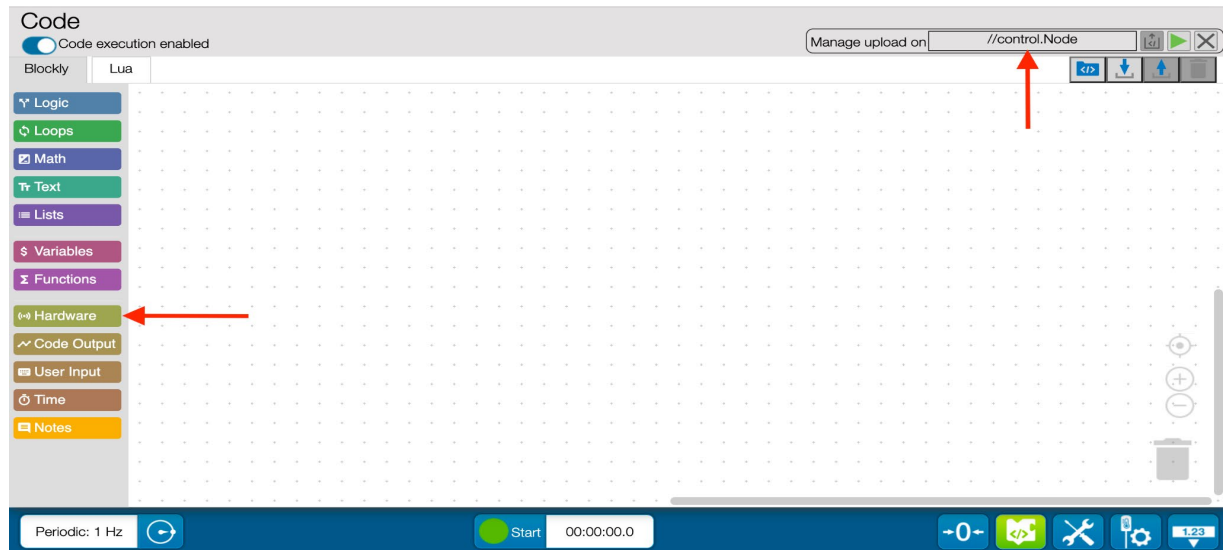 Code
Code execution enabled
Manage upload on //control.Node
Blockly Lua
Logic
Loops
Math
Tr Text
Lists
$ Variables
Σ Functions
Hardware
Code Output
User Input
Time
Notes
Periodic: 1 Hz
Start 00:00:00.0
→0←
</> 
1.23